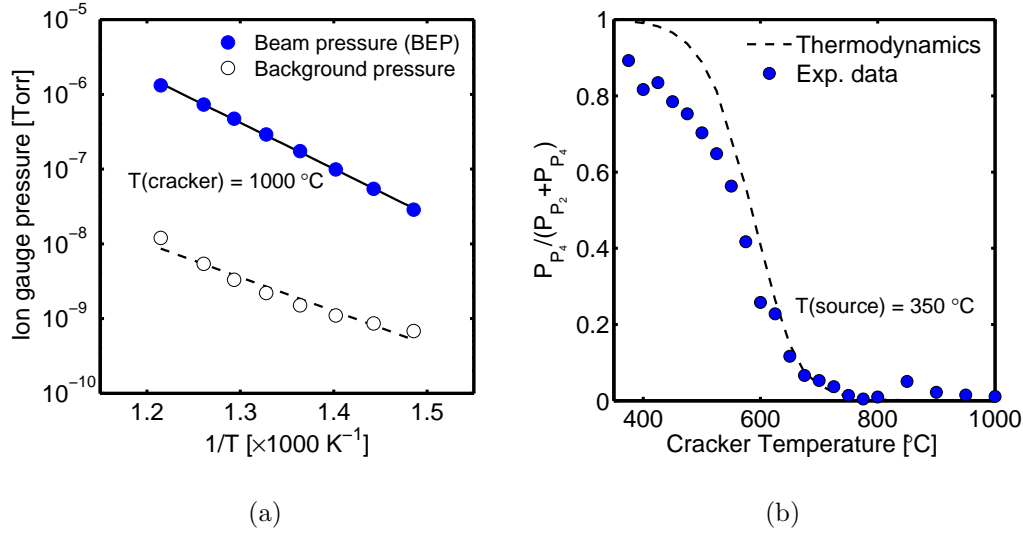 10⁻⁵
10⁻⁶
10⁻⁷
10⁻⁸
10⁻⁹
10⁻¹⁰
Ion gauge pressure [Torr]
Beam pressure (BEP)
Background pressure
T(cracker) = 1000 °C
1.2 1.3 1.4 1.5
1/T [×1000 K⁻¹]
(a)
1
0.8
0.6
0.4
0.2
0
P_P₄/(P_P₂+P_P₄)
Thermodynamics
Exp. data
T(source) = 350 °C
400 600 800 1000
Cracker Temperature [°C]
(b)